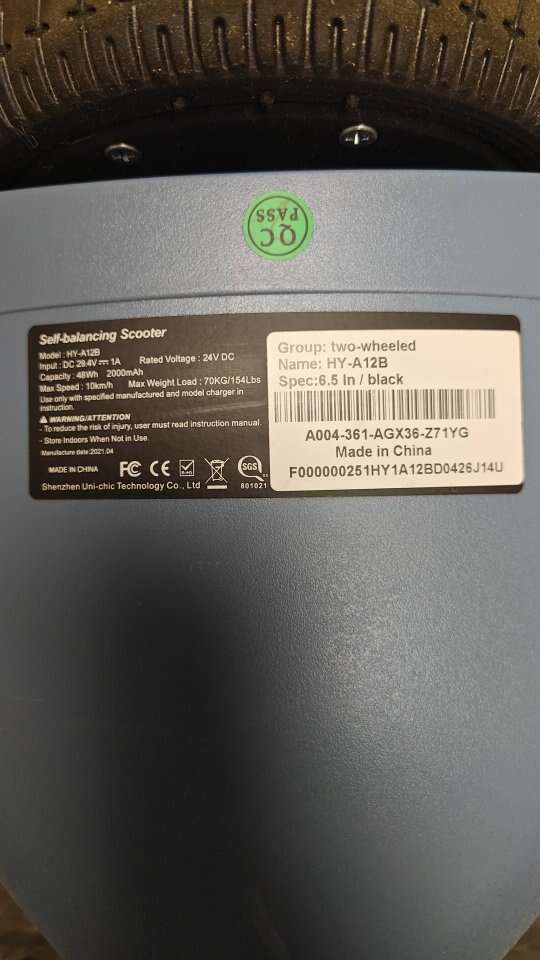 QC
PASS
Self-balancing Scooter
Model : HY-A12B
Input : DC 29.4V⎓1A Rated Voltage : 24V DC
Capacity : 48Wh 2000mAh
Max Speed : 10km/h Max Weight Load : 70KG/154Lbs
Use only with specified manufactured and model charger in
instruction.
⚠ WARNING/ATTENTION
- To reduce the risk of injury, user must read instruction manual.
- Store Indoors When Not in Use.
Manufacture date:2021.04
MADE IN CHINA FC CE SGS
801021
Shenzhen Uni-chic Technology Co., Ltd
Group: two-wheeled
Name: HY-A12B
Spec:6.5 In / black
A004-361-AGX36-Z71YG
Made in China
F000000251HY1A12BD0426J14U